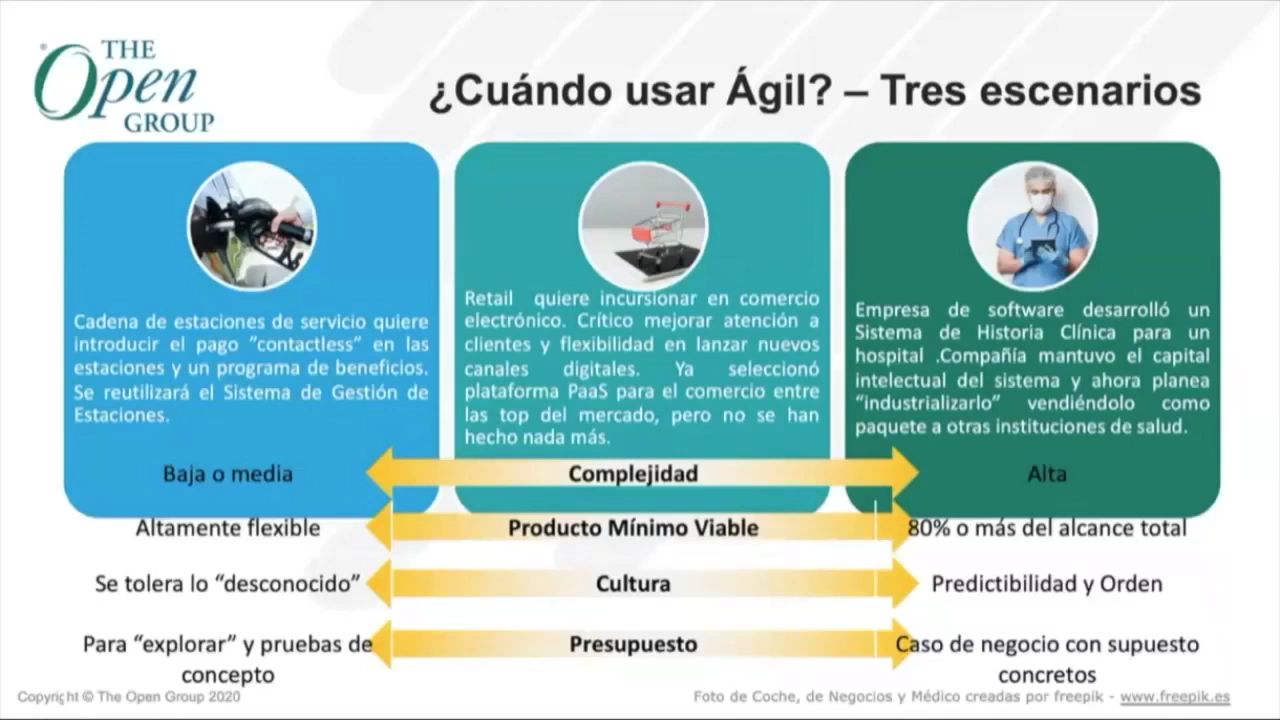 THE
Open
GROUP
¿Cuándo usar Ágil? – Tres escenarios
Cadena de estaciones de servicio quiere
introducir el pago “contactless” en las
estaciones y un programa de beneficios.
Se reutilizará el Sistema de Gestión de
Estaciones.
Retail quiere incursionar en comercio
electrónico. Crítico mejorar atención a
clientes y flexibilidad en lanzar nuevos
canales digitales. Ya seleccionó
plataforma PaaS para el comercio entre
las top del mercado, pero no se han
hecho nada más.
Empresa de software desarrolló un
Sistema de Historia Clínica para un
hospital .Compañía mantuvo el capital
intelectual del sistema y ahora planea
“industrializarlo” vendiéndolo como
paquete a otras instituciones de salud.
Baja o media
Complejidad
Alta
Altamente flexible
Producto Mínimo Viable
80% o más del alcance total
Se tolera lo “desconocido”
Cultura
Predictibilidad y Orden
Para “explorar” y pruebas de
concepto
Presupuesto
Caso de negocio con supuesto
concretos
Copyright © The Open Group 2020
Foto de Coche, de Negocios y Médico creadas por freepik - www.freepik.es